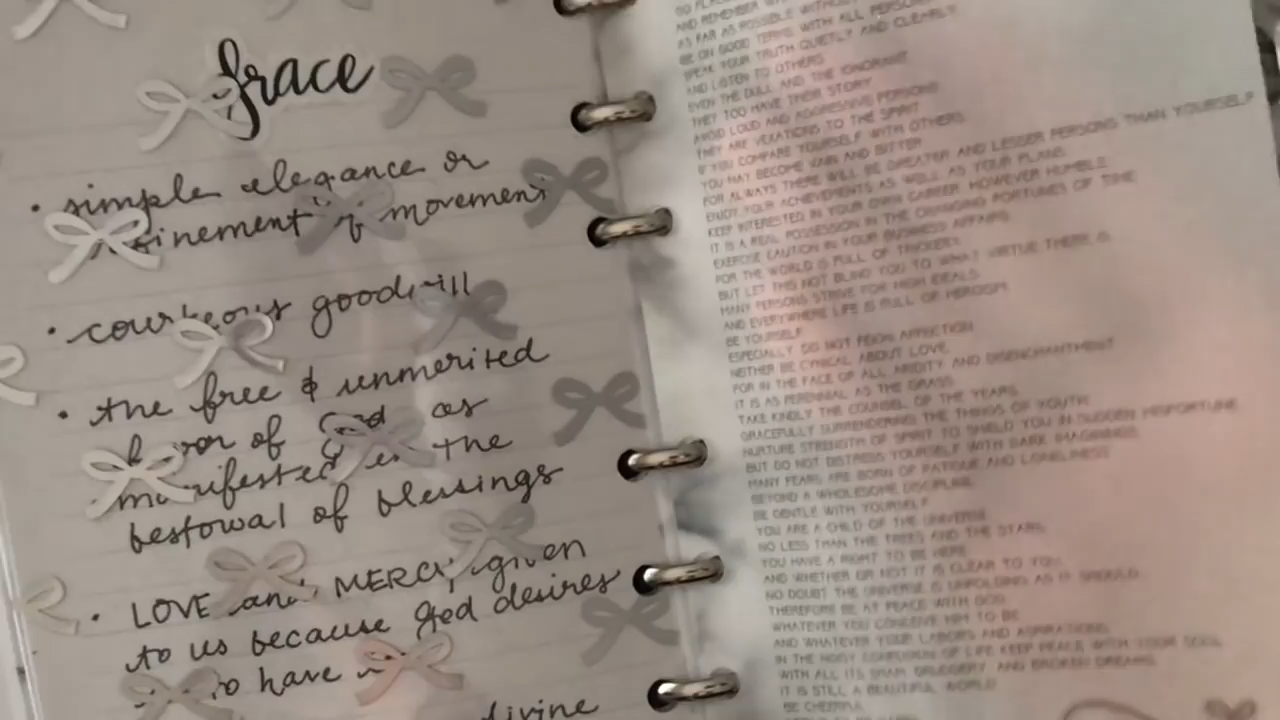 grace
• simple elegance or
refinement of movement
• courteous goodwill
• the free & unmerited
favor of God as
manifested in the
bestowal of blessings
• LOVE and MERCY given
to us because God desires
to have
divine
AND REMEMBER
AS FAR AS POSSIBLE WITHOUT
BE ON GOOD TERMS WITH ALL PERSONS
SPEAK YOUR TRUTH QUIETLY AND CLEARLY
AND LISTEN TO OTHERS
EVEN THE DULL AND THE IGNORANT
THEY TOO HAVE THEIR STORY
AVOID LOUD AND AGGRESSIVE PERSONS
THEY ARE VEXATIONS TO THE SPIRIT
IF YOU COMPARE YOURSELF WITH OTHERS
YOU MAY BECOME VAIN AND BITTER
FOR ALWAYS THERE WILL BE GREATER AND LESSER PERSONS THAN YOURSELF
ENJOY YOUR ACHIEVEMENTS AS WELL AS YOUR PLANS
KEEP INTERESTED IN YOUR OWN CAREER HOWEVER HUMBLE
IT IS A REAL POSSESSION IN THE CHANGING FORTUNES OF TIME
EXERCISE CAUTION IN YOUR BUSINESS AFFAIRS
FOR THE WORLD IS FULL OF TRICKERY
BUT LET THIS NOT BLIND YOU TO WHAT VIRTUE THERE IS
MANY PERSONS STRIVE FOR HIGH IDEALS
AND EVERYWHERE LIFE IS FULL OF HEROISM
BE YOURSELF
ESPECIALLY DO NOT FEIGN AFFECTION
NEITHER BE CYNICAL ABOUT LOVE
FOR IN THE FACE OF ALL ARIDITY AND DISENCHANTMENT
IT IS AS PERENNIAL AS THE GRASS
TAKE KINDLY THE COUNSEL OF THE YEARS
GRACEFULLY SURRENDERING THE THINGS OF YOUTH
NURTURE STRENGTH OF SPIRIT TO SHIELD YOU IN SUDDEN MISFORTUNE
BUT DO NOT DISTRESS YOURSELF WITH DARK IMAGININGS
MANY FEARS ARE BORN OF FATIGUE AND LONELINESS
BEYOND A WHOLESOME DISCIPLINE
BE GENTLE WITH YOURSELF
YOU ARE A CHILD OF THE UNIVERSE
NO LESS THAN THE TREES AND THE STARS
YOU HAVE A RIGHT TO BE HERE
AND WHETHER OR NOT IT IS CLEAR TO YOU
NO DOUBT THE UNIVERSE IS UNFOLDING AS IT SHOULD
THEREFORE BE AT PEACE WITH GOD
WHATEVER YOU CONCEIVE HIM TO BE
AND WHATEVER YOUR LABORS AND ASPIRATIONS
IN THE NOISY CONFUSION OF LIFE KEEP PEACE WITH YOUR SOUL
WITH ALL ITS SHAM DRUDGERY AND BROKEN DREAMS
IT IS STILL A BEAUTIFUL WORLD
BE CHEERFUL